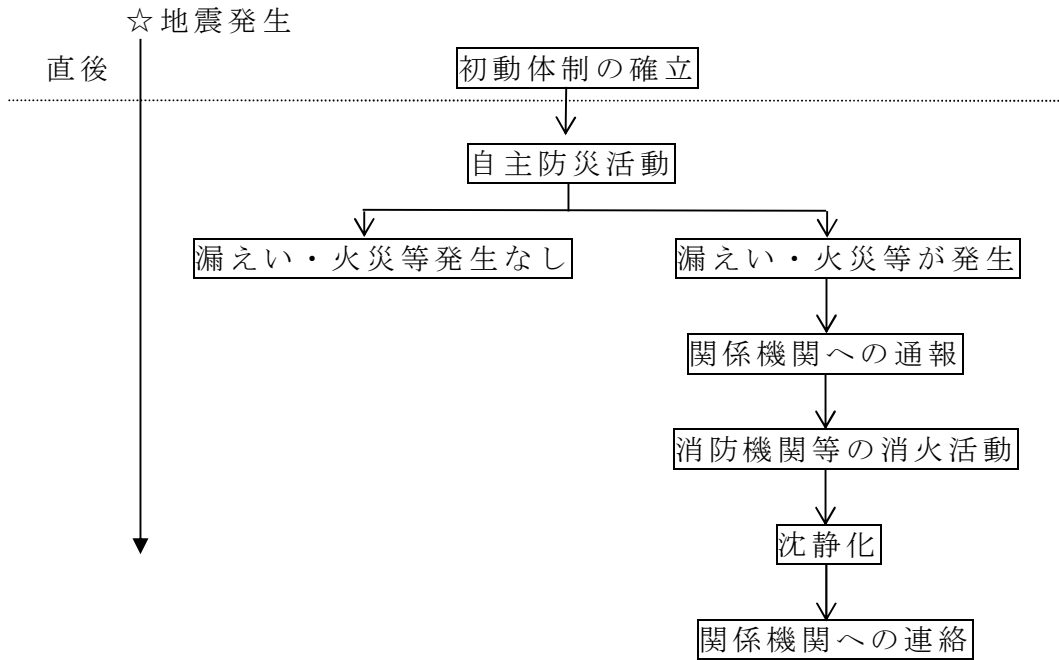 ☆地震発生
直後
初動体制の確立
自主防災活動
漏えい・火災等発生なし
漏えい・火災等が発生
関係機関への通報
消防機関等の消火活動
沈静化
関係機関への連絡